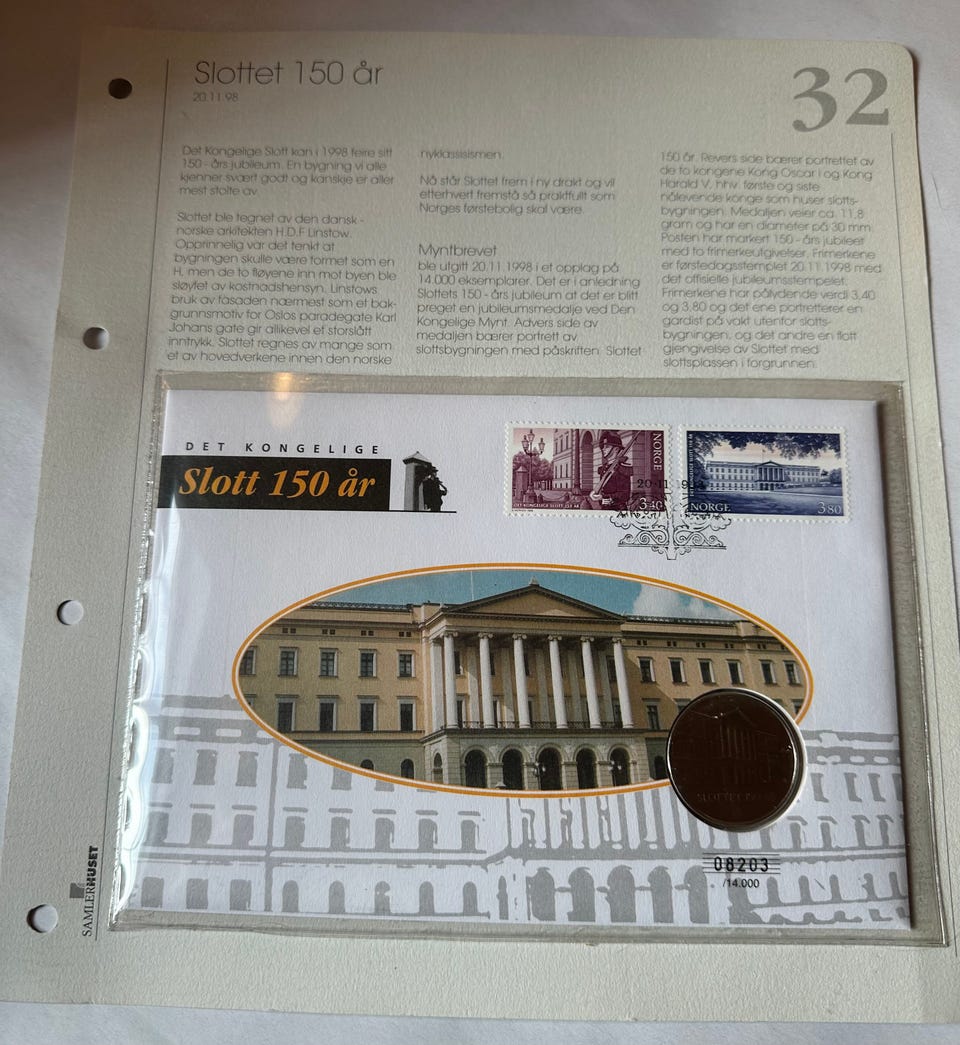 Slottet 150 år
20.11.98
32
Det Kongelige Slott kan i 1998 feire sitt
150 - års jubileum. En bygning vi alle
kjenner svært godt og kanskje er aller
mest stolte av.
Slottet ble tegnet av den dansk -
norske arkitekten H.D.F Linstow.
Opprinnelig var det tenkt at
bygningen skulle være formet som en
H, men de to fløyene inn mot byen ble
sløyfet av kostnadshensyn. Linstows
bruk av fasaden nærmest som et bak-
grunnsmotiv for Oslos paradegate Karl
Johans gate gir allikevel et storslått
inntrykk. Slottet regnes av mange som
et av hovedverkene innen den norske
nyklassisismen.
Nå står Slottet frem i ny drakt og vil
etterhvert fremstå så praktfullt som
Norges førstebolig skal være.
Myntbrevet
ble utgitt 20.11.1998 i et opplag på
14.000 eksemplarer. Det er i anledning
Slottets 150 - års jubileum at det er blitt
preget en jubileumsmedalje ved Den
Kongelige Mynt. Advers side av
medaljen bærer portrett av
slottsbygningen med påskriften: Slottet
150 år. Revers side bærer portrettet av
de to kongene Kong Oscar I og Kong
Harald V, hhv. første og siste
nålevende konge som huser slotts-
bygningen. Medaljen veier ca. 11,8
gram og har en diameter på 30 mm.
Posten har markert 150 - års jubileet
med to frimerkeutgivelser. Frimerkene
er førstedagsstemplet 20.11.1998 med
det offisielle jubileumsstempelet.
Frimerkene har pålydende verdi 3,40
og 3,80 og det ene portretterer en
gardist på vakt utenfor slotts-
bygningen, og det andre en flott
gjengivelse av Slottet med
slottsplassen i forgrunnen.
DET KONGELIGE
Slott 150 år
NORGE
3 40
DET KONGELIGE SLOTT 150 ÅR
NORGE
3 80
20·11·1998
SLOTTET 150
08203
/14.000
SAMLERHUSET